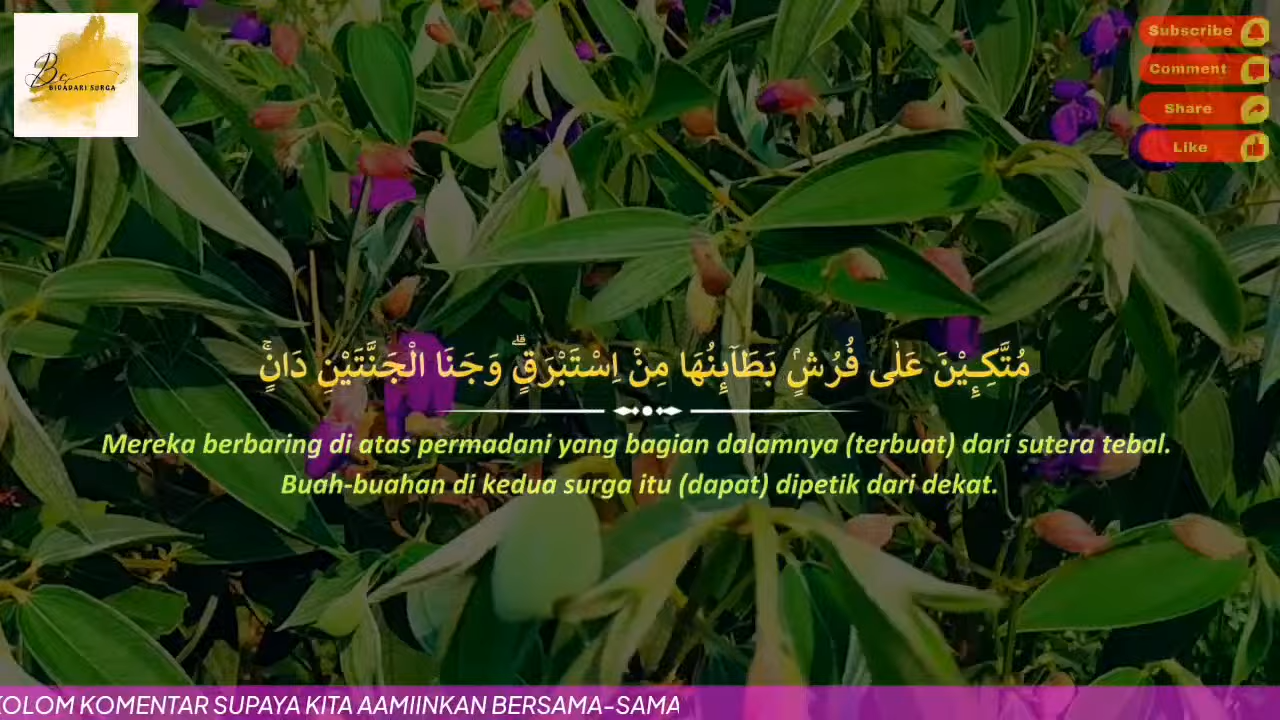 Bs
BIDADARI SURGA
Subscribe
Comment
Share
Like
مُتَّكِـِٕيْنَ عَلٰى فُرُشٍۢ بَطَاۤىِٕنُهَا مِنْ اِسْتَبْرَقٍۗ وَجَنَا الْجَنَّتَيْنِ دَانٍۚ
Mereka berbaring di atas permadani yang bagian dalamnya (terbuat) dari sutera tebal.
Buah-buahan di kedua surga itu (dapat) dipetik dari dekat.
KOLOM KOMENTAR SUPAYA KITA AAMIINKAN BERSAMA-SAMA